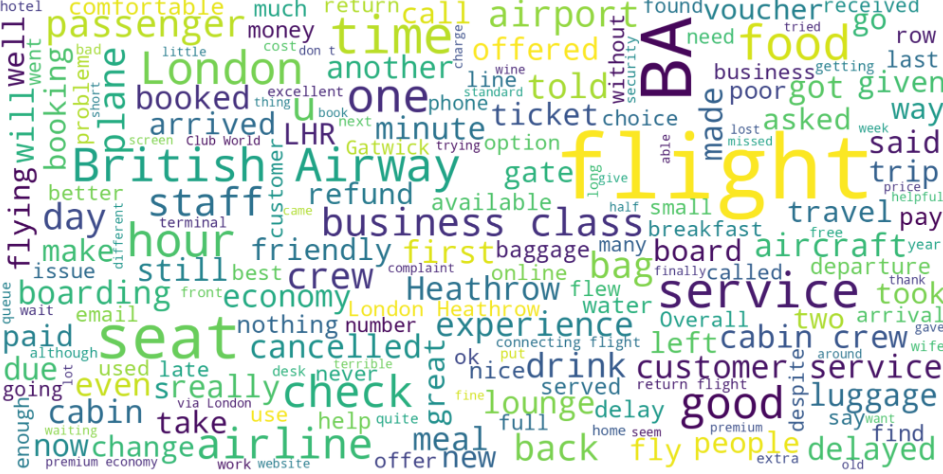 hotel
comfortable
much
return
call
airport
found
voucher
received
passenger
money
time
offered
go
row
well
went
bad
problem
little
cost
don t
charge
another
line
wine
told
without
security
BA
need
tried
food
last
London
business
getting
booking
plane
short
booked
excellent
u
one
phone
standard
ticket
choice
poor
got
given
way
will
thing
book
arrived
LHR
next
minute
made
lost
week
asked
said
screen
Club World
customer
Gatwick
trying
option
flight
able
missed
British Airway
gate
long
give
trip
price
helpful
better
staff
refund
available
half
small
travel
pay
flying
day
different
terminal
came
business class
breakfast
free
make
hour
friendly
first
baggage
many
board
aircraft
year
issue
still
best
crew
complaint
online
bag
finally
called
departure
thank
queue
boarding
front
economy
Heathrow
flew
water
service
took
wait
email
London Heathrow
Overall
two
arrival
gave
paid
seat
nothing
number
experience
left
cabin crew
wife
although
cancelled
connecting flight
put
ok
nice
drink
customer service
around
due
used
late
desk
never
terrible
great
going
lot
even
really
check
fine
served
return flight
good
despite
luggage
enough
via London
cabin
take
use
help
quite
lounge
delay
say
want
waiting
full
home
seem
premium
now
change
airline
meal
back
fly
people
delayed
find
premium economy
work
website
offer
new
extra
old